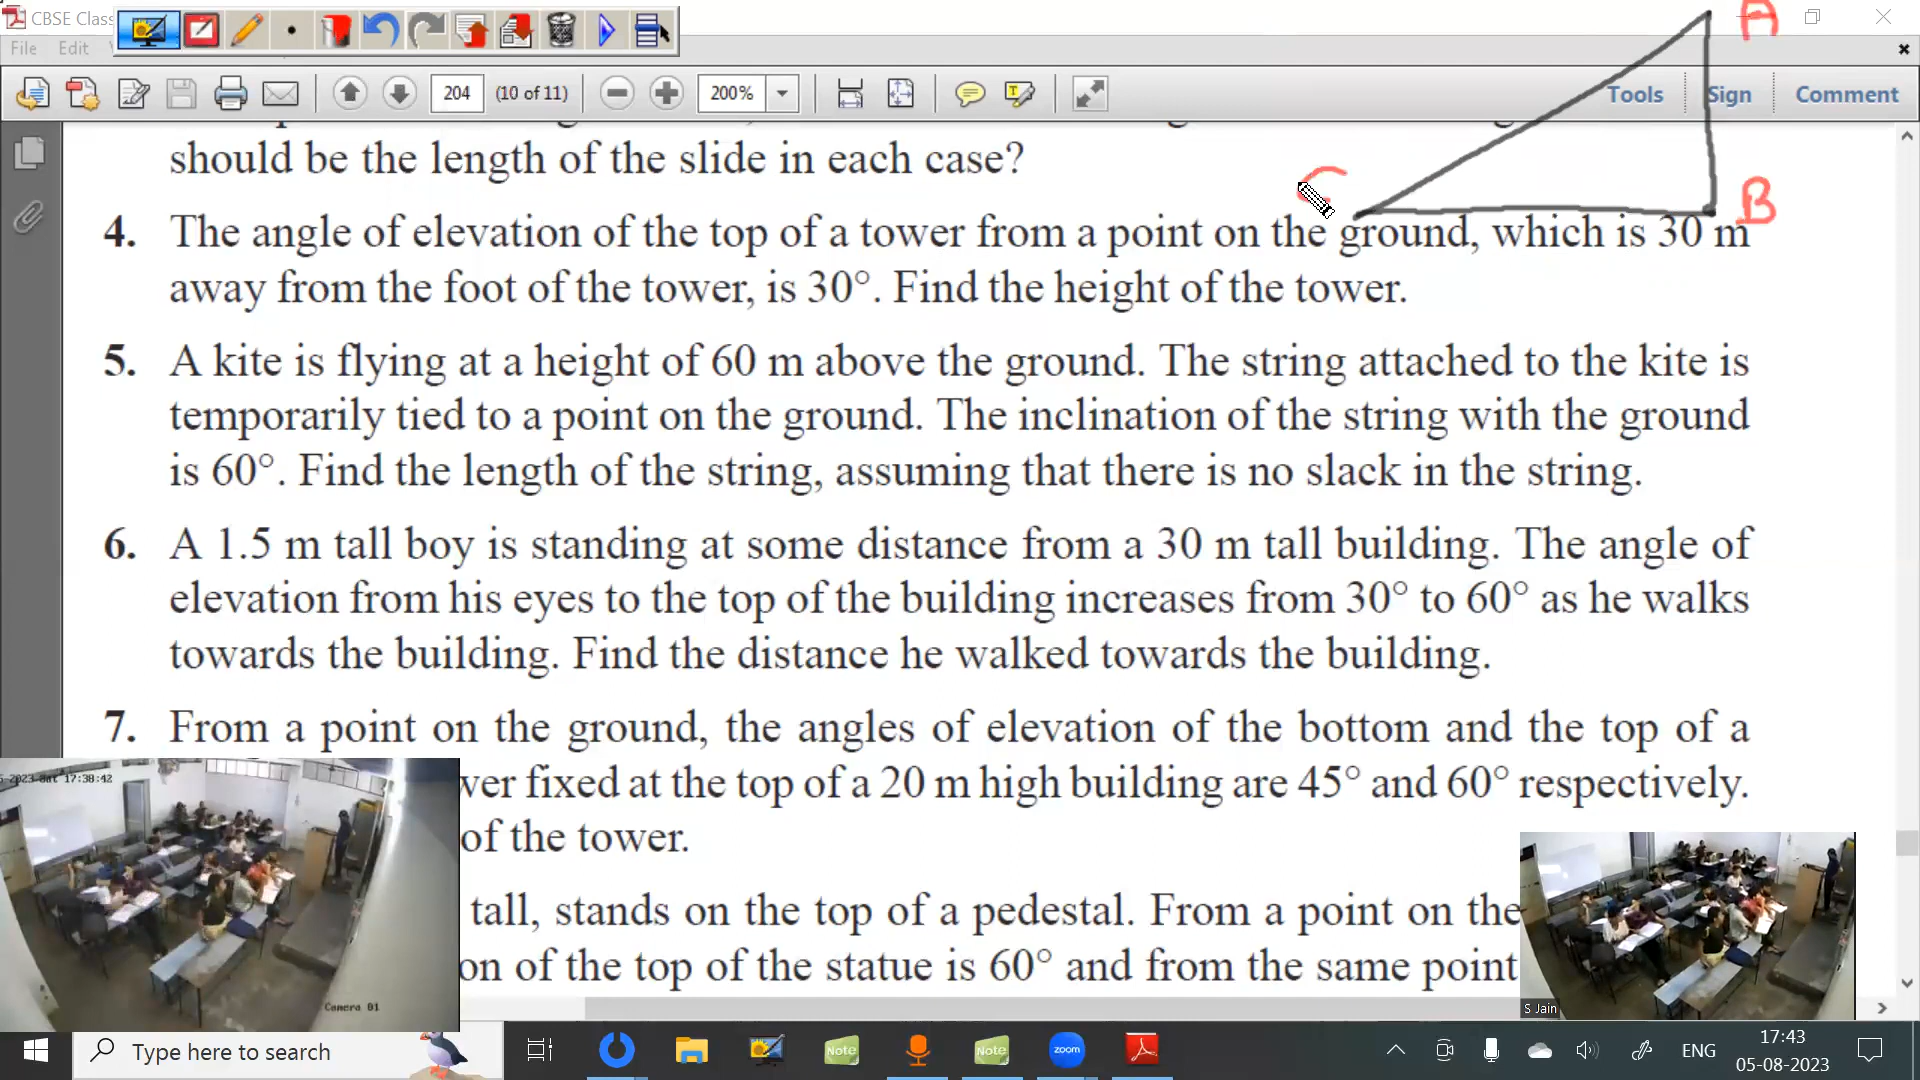 CBSE Class
A
File Edit
204 (10 of 11) 200% Tools Sign Comment
should be the length of the slide in each case?
C
B
4. The angle of elevation of the top of a tower from a point on the ground, which is 30 m
away from the foot of the tower, is 30°. Find the height of the tower.
5. A kite is flying at a height of 60 m above the ground. The string attached to the kite is
temporarily tied to a point on the ground. The inclination of the string with the ground
is 60°. Find the length of the string, assuming that there is no slack in the string.
6. A 1.5 m tall boy is standing at some distance from a 30 m tall building. The angle of
elevation from his eyes to the top of the building increases from 30° to 60° as he walks
towards the building. Find the distance he walked towards the building.
7. From a point on the ground, the angles of elevation of the bottom and the top of a
wer fixed at the top of a 20 m high building are 45° and 60° respectively.
of the tower.
tall, stands on the top of a pedestal. From a point on the
on of the top of the statue is 60° and from the same point
-2023 Sat 17:38:42
Camera 01
S Jain
Type here to search
Note
Note
zoom
ENG
17:43
05-08-2023